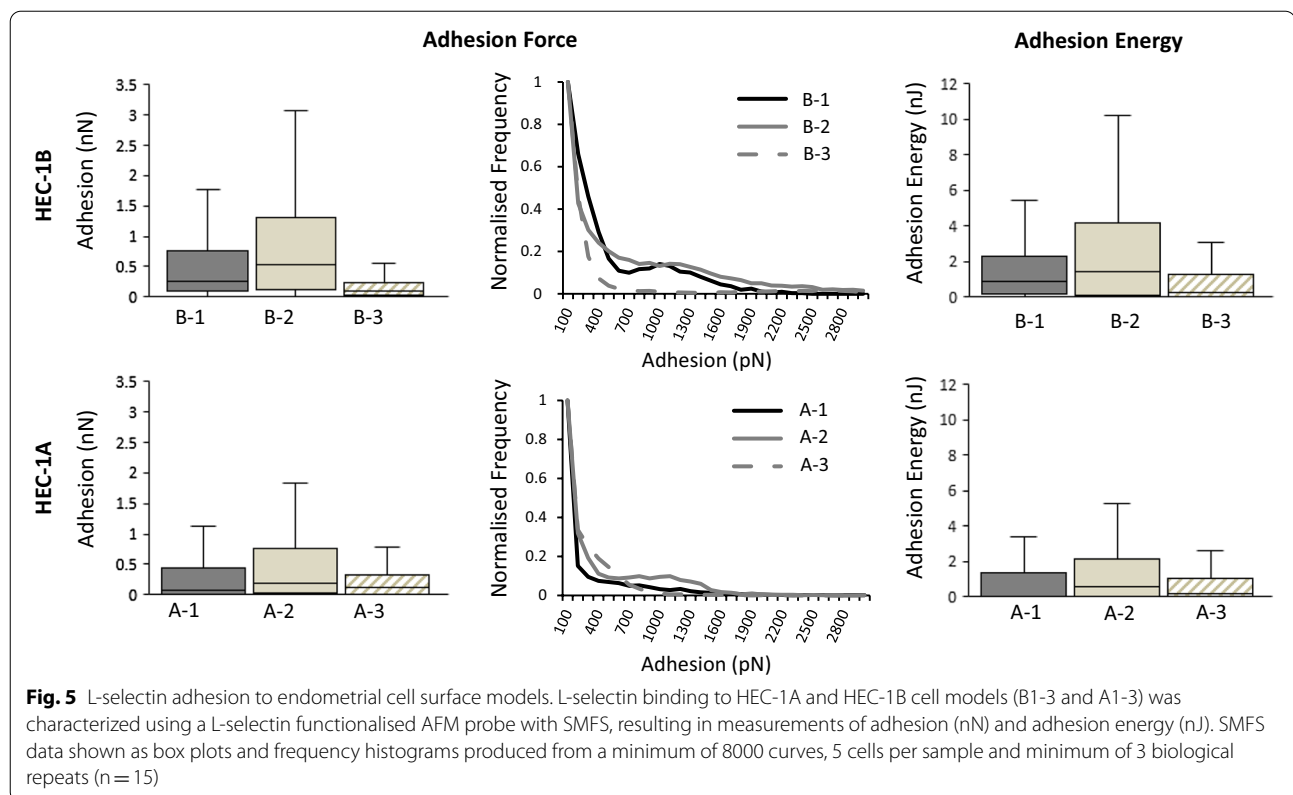 Adhesion Force
Adhesion Energy
HEC-1B
Adhesion (nN)
3.5
3
2.5
2
1.5
1
0.5
0
B-1 B-2 B-3
Normalised Frequency
1
0.8
0.6
0.4
0.2
0
B-1
B-2
B-3
100 400 700 1000 1300 1600 1900 2200 2500 2800
Adhesion (pN)
Adhesion Energy (nJ)
12
10
8
6
4
2
0
B-1 B-2 B-3
HEC-1A
Adhesion (nN)
3.5
3
2.5
2
1.5
1
0.5
0
A-1 A-2 A-3
Normalised Frequency
1
0.8
0.6
0.4
0.2
0
A-1
A-2
A-3
100 400 700 1000 1300 1600 1900 2200 2500 2800
Adhesion (pN)
Adhesion Energy (nJ)
12
10
8
6
4
2
0
A-1 A-2 A-3
Fig. 5 L-selectin adhesion to endometrial cell surface models. L-selectin binding to HEC-1A and HEC-1B cell models (B1-3 and A1-3) was
characterized using a L-selectin functionalised AFM probe with SMFS, resulting in measurements of adhesion (nN) and adhesion energy (nJ). SMFS
data shown as box plots and frequency histograms produced from a minimum of 8000 curves, 5 cells per sample and minimum of 3 biological
repeats (n = 15)